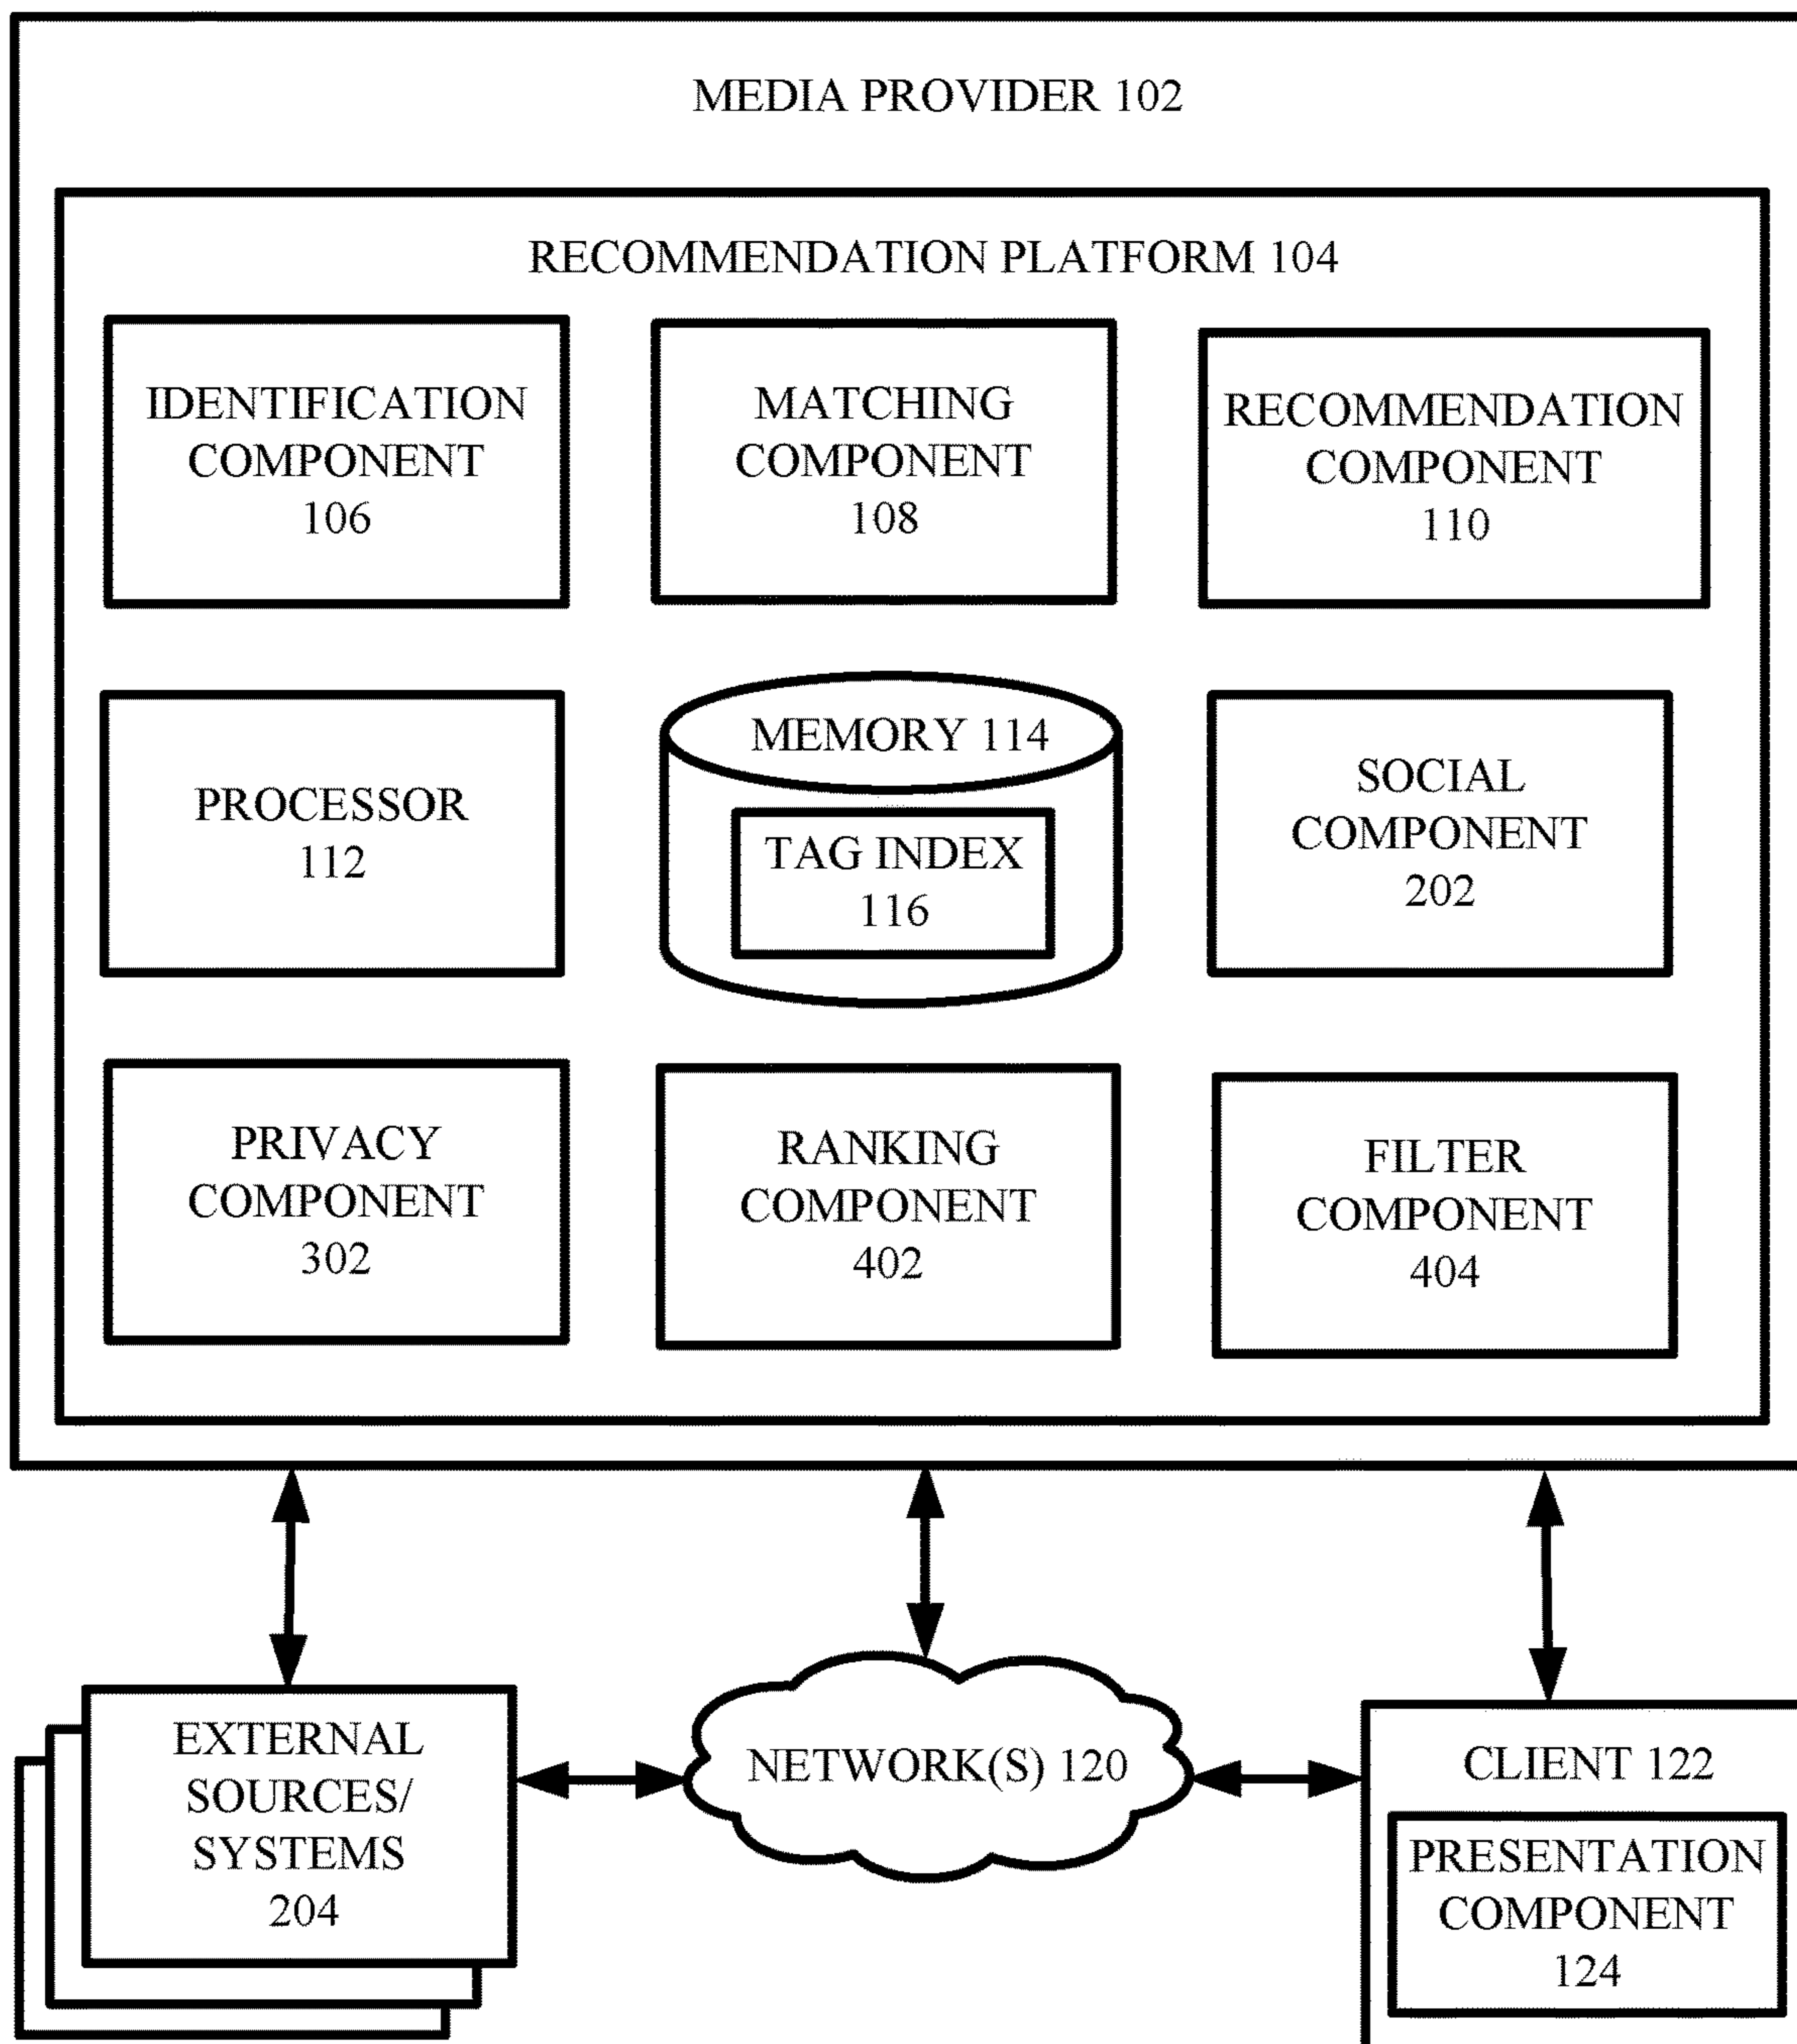 MEDIA PROVIDER 102
RECOMMENDATION PLATFORM 104
IDENTIFICATION
COMPONENT
106
MATCHING
COMPONENT
108
RECOMMENDATION
COMPONENT
110
PROCESSOR
112
MEMORY 114
TAG INDEX
116
SOCIAL
COMPONENT
202
PRIVACY
COMPONENT
302
RANKING
COMPONENT
402
FILTER
COMPONENT
404
EXTERNAL
SOURCES/
SYSTEMS
204
NETWORK(S) 120
CLIENT 122
PRESENTATION
COMPONENT
124